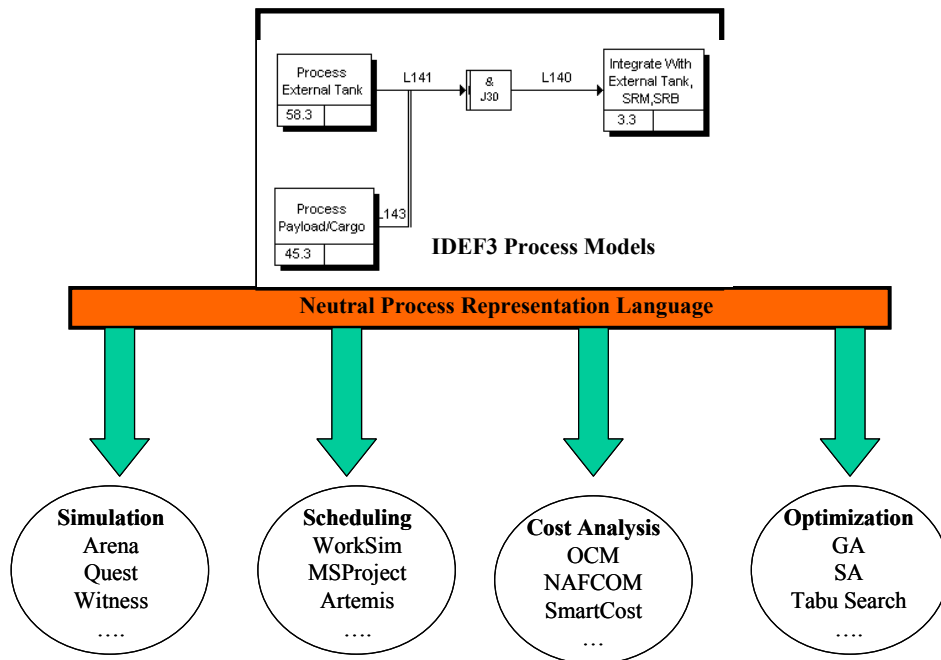 Process
External Tank
58.3
L141
&
J30
L140
Integrate With
External Tank,
SRM,SRB
3.3
Process
Payload/Cargo
45.3
L143
IDEF3 Process Models
Neutral Process Representation Language
Simulation
Arena
Quest
Witness
….
Scheduling
WorkSim
MSProject
Artemis
….
Cost Analysis
OCM
NAFCOM
SmartCost
…
Optimization
GA
SA
Tabu Search
….